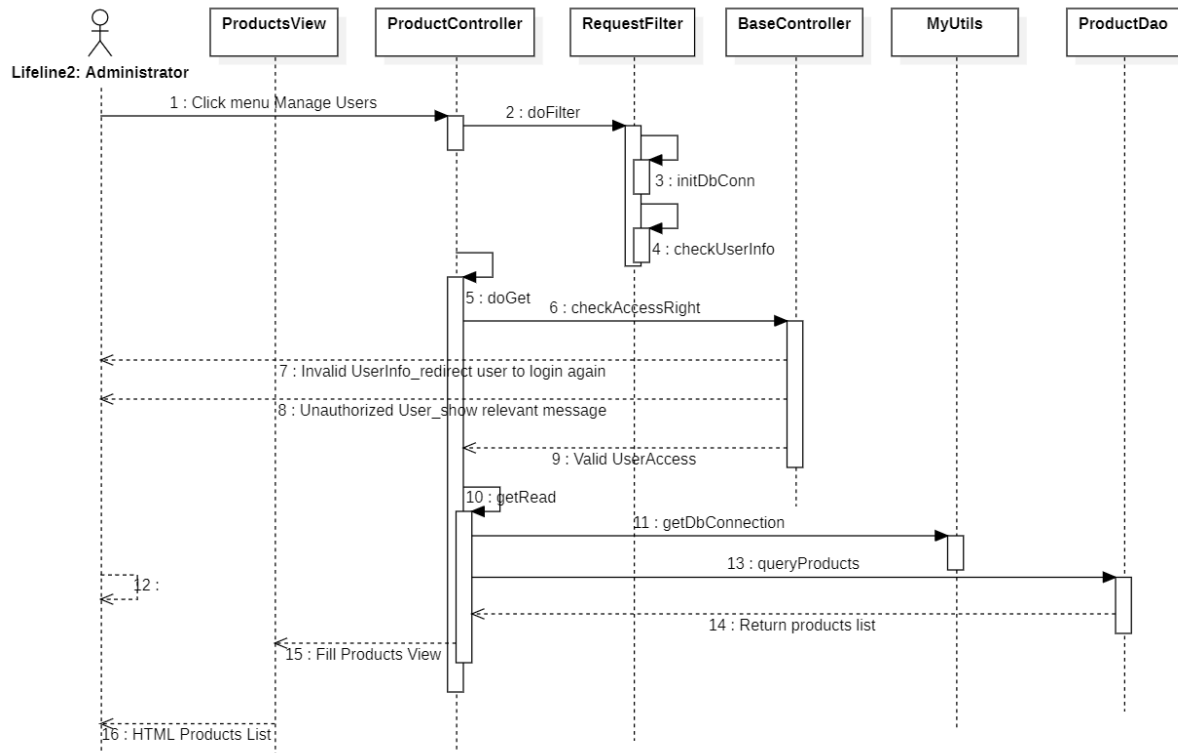 ProductsView
ProductController
RequestFilter
BaseController
MyUtils
ProductDao
Lifeline2: Administrator
1 : Click menu Manage Users
2 : doFilter
3 : initDbConn
4 : checkUserInfo
5 : doGet
6 : checkAccessRight
7 : Invalid UserInfo_redirect user to login again
8 : Unauthorized User_show relevant message
9 : Valid UserAccess
10 : getRead
11 : getDbConnection
12 :
13 : queryProducts
14 : Return products list
15 : Fill Products View
16 : HTML Products List